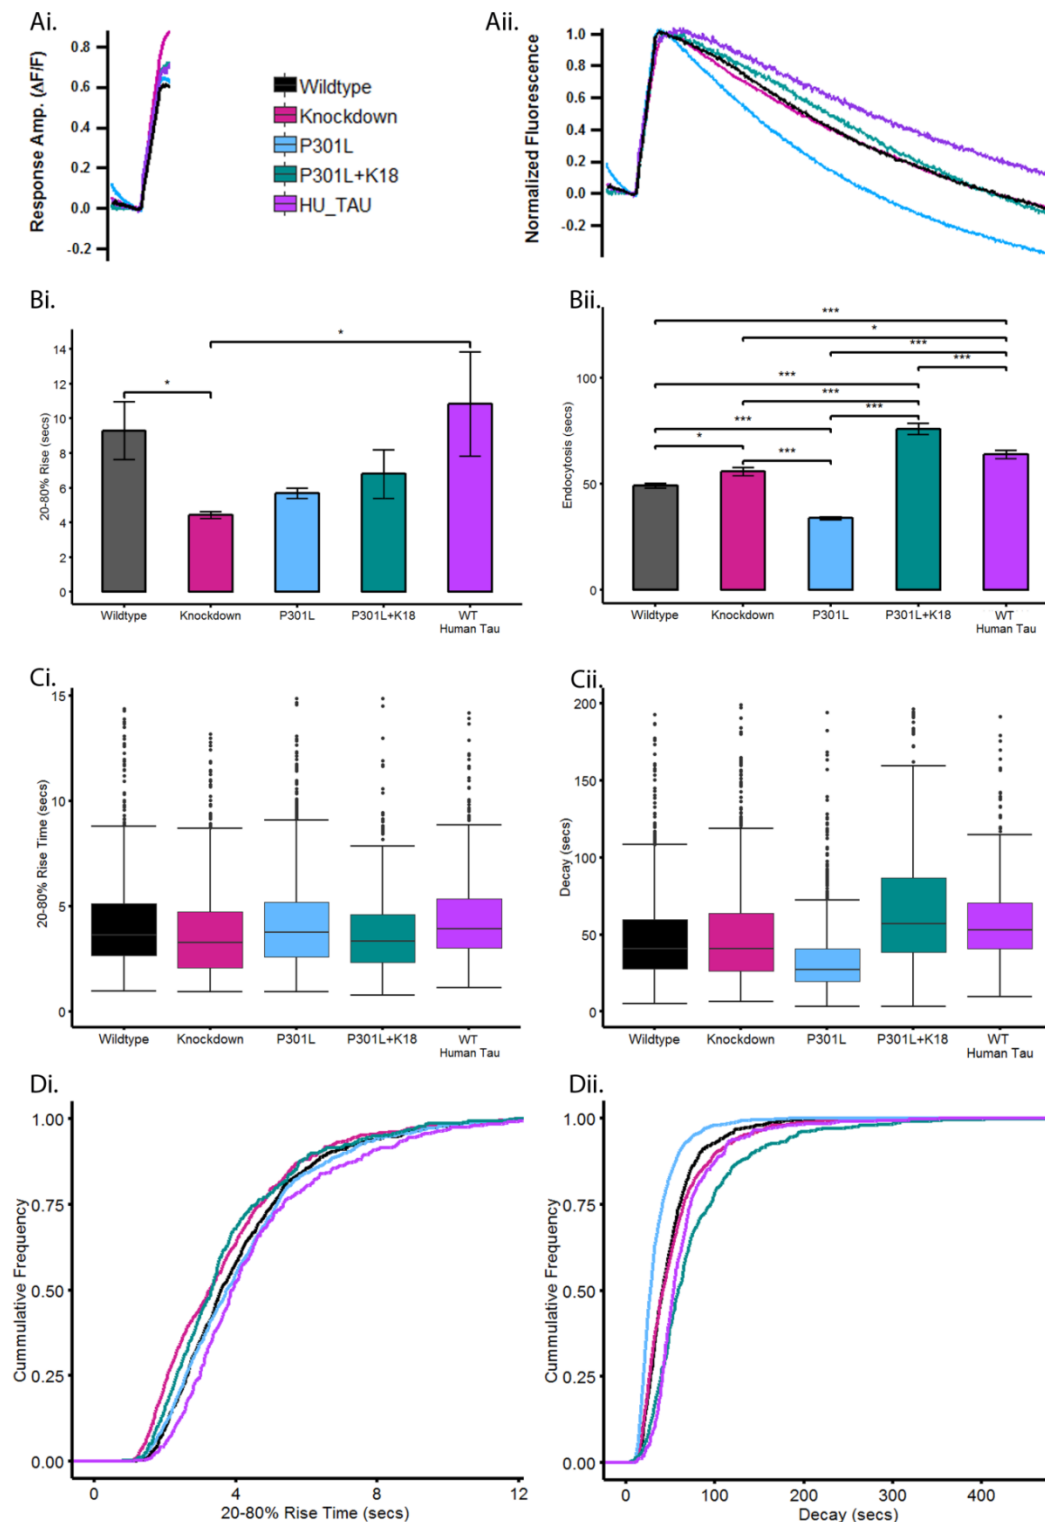 Ai.
Response Amp. (ΔF/F)
0.8
0.6
0.4
0.2
0.0
-0.2
Wildtype
Knockdown
P301L
P301L+K18
HU_TAU
Aii.
Normalized Fluorescence
1.0
0.8
0.6
0.4
0.2
0.0
-0.2
Bi.
20-80% Rise (secs)
14
12
10
8
6
4
2
0
*
*
Wildtype
Knockdown
P301L
P301L+K18
WT
Human Tau
Bii.
Endocytosis (secs)
100
50
0
***
*
***
***
***
***
***
***
*
***
Wildtype
Knockdown
P301L
P301L+K18
WT
Human Tau
Ci.
20-80% Rise Time (secs)
15
10
5
0
Wildtype
Knockdown
P301L
P301L+K18
WT
Human Tau
Cii.
Decay (secs)
200
150
100
50
0
Wildtype
Knockdown
P301L
P301L+K18
WT
Human Tau
Di.
Cummulative Frequency
1.00
0.75
0.50
0.25
0.00
0
4
8
12
20-80% Rise Time (secs)
Dii.
Cummulative Frequency
1.00
0.75
0.50
0.25
0.00
0
100
200
300
400
Decay (secs)